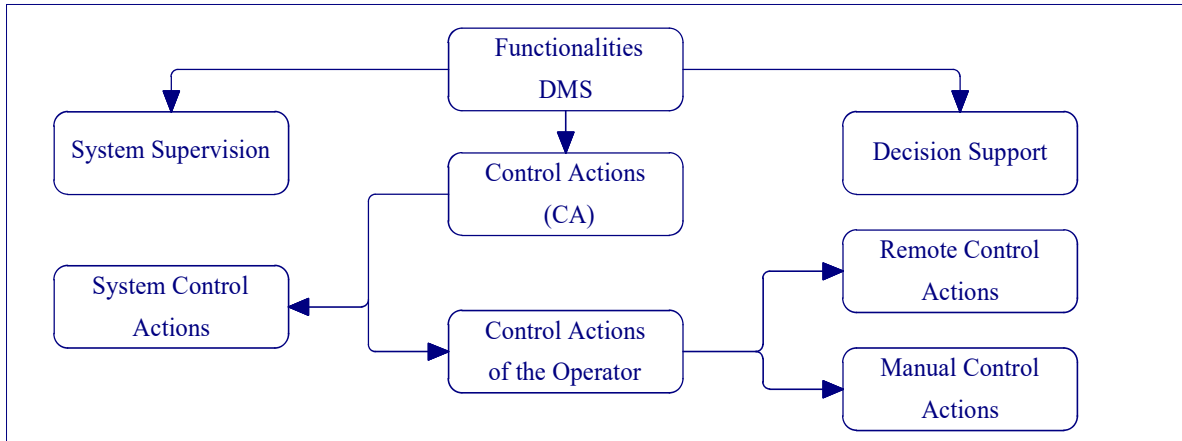 Functionalities
DMS
System Supervision
Control Actions
(CA)
Decision Support
System Control
Actions
Control Actions
of the Operator
Remote Control
Actions
Manual Control
Actions